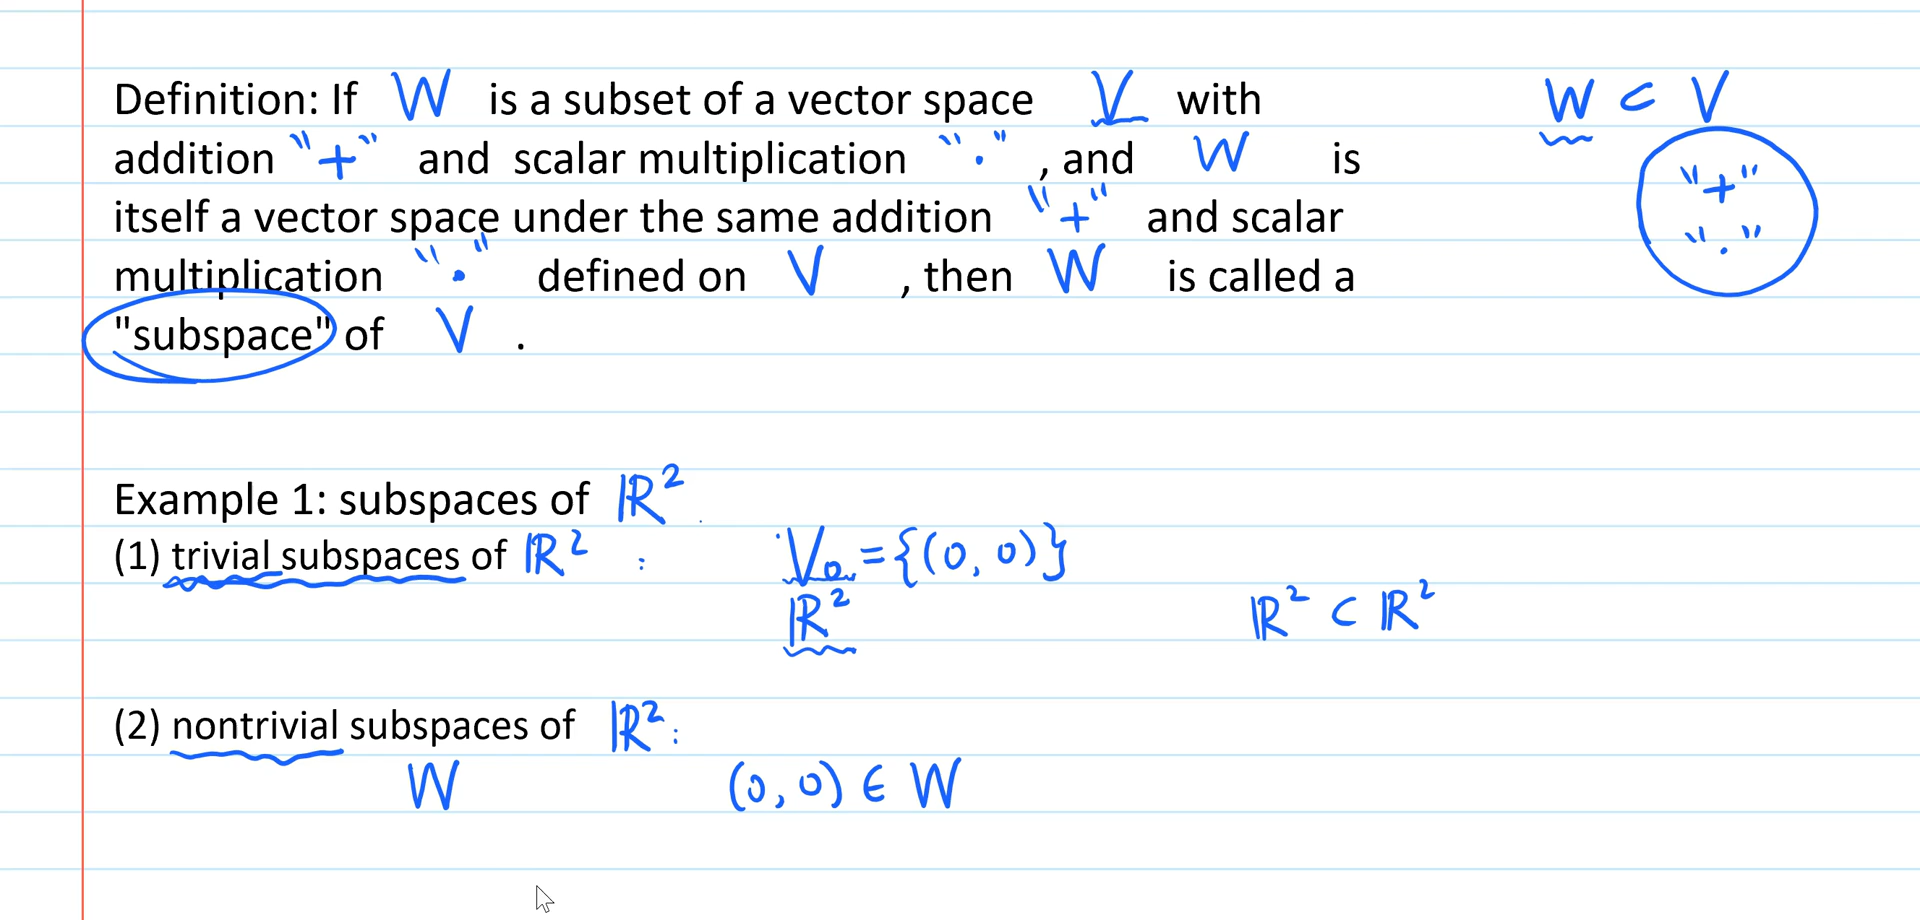 Definition: If W is a subset of a vector space V with
addition "+" and scalar multiplication "·", and W is
itself a vector space under the same addition "+" and scalar
multiplication "·" defined on V, then W is called a
"subspace" of V.
W ⊂ V
"+"
"·"
Example 1: subspaces of ℝ².
(1) trivial subspaces of ℝ² : V₀ = {(0, 0)}
ℝ²
ℝ² ⊂ ℝ²
(2) nontrivial subspaces of ℝ² :
W (0, 0) ∈ W